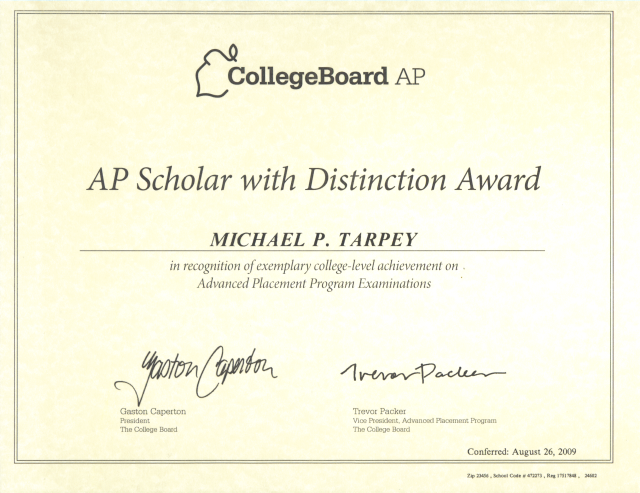 CollegeBoard AP
AP Scholar with Distinction Award
MICHAEL P. TARPEY
in recognition of exemplary college-level achievement on
Advanced Placement Program Examinations
Gaston Caperton Trevor Packer
Gaston Caperton Trevor Packer
President Vice President, Advanced Placement Program
The College Board The College Board
Conferred: August 26, 2009
Zip 23456 , School Code # 472273 , Reg 17517848 , 24602